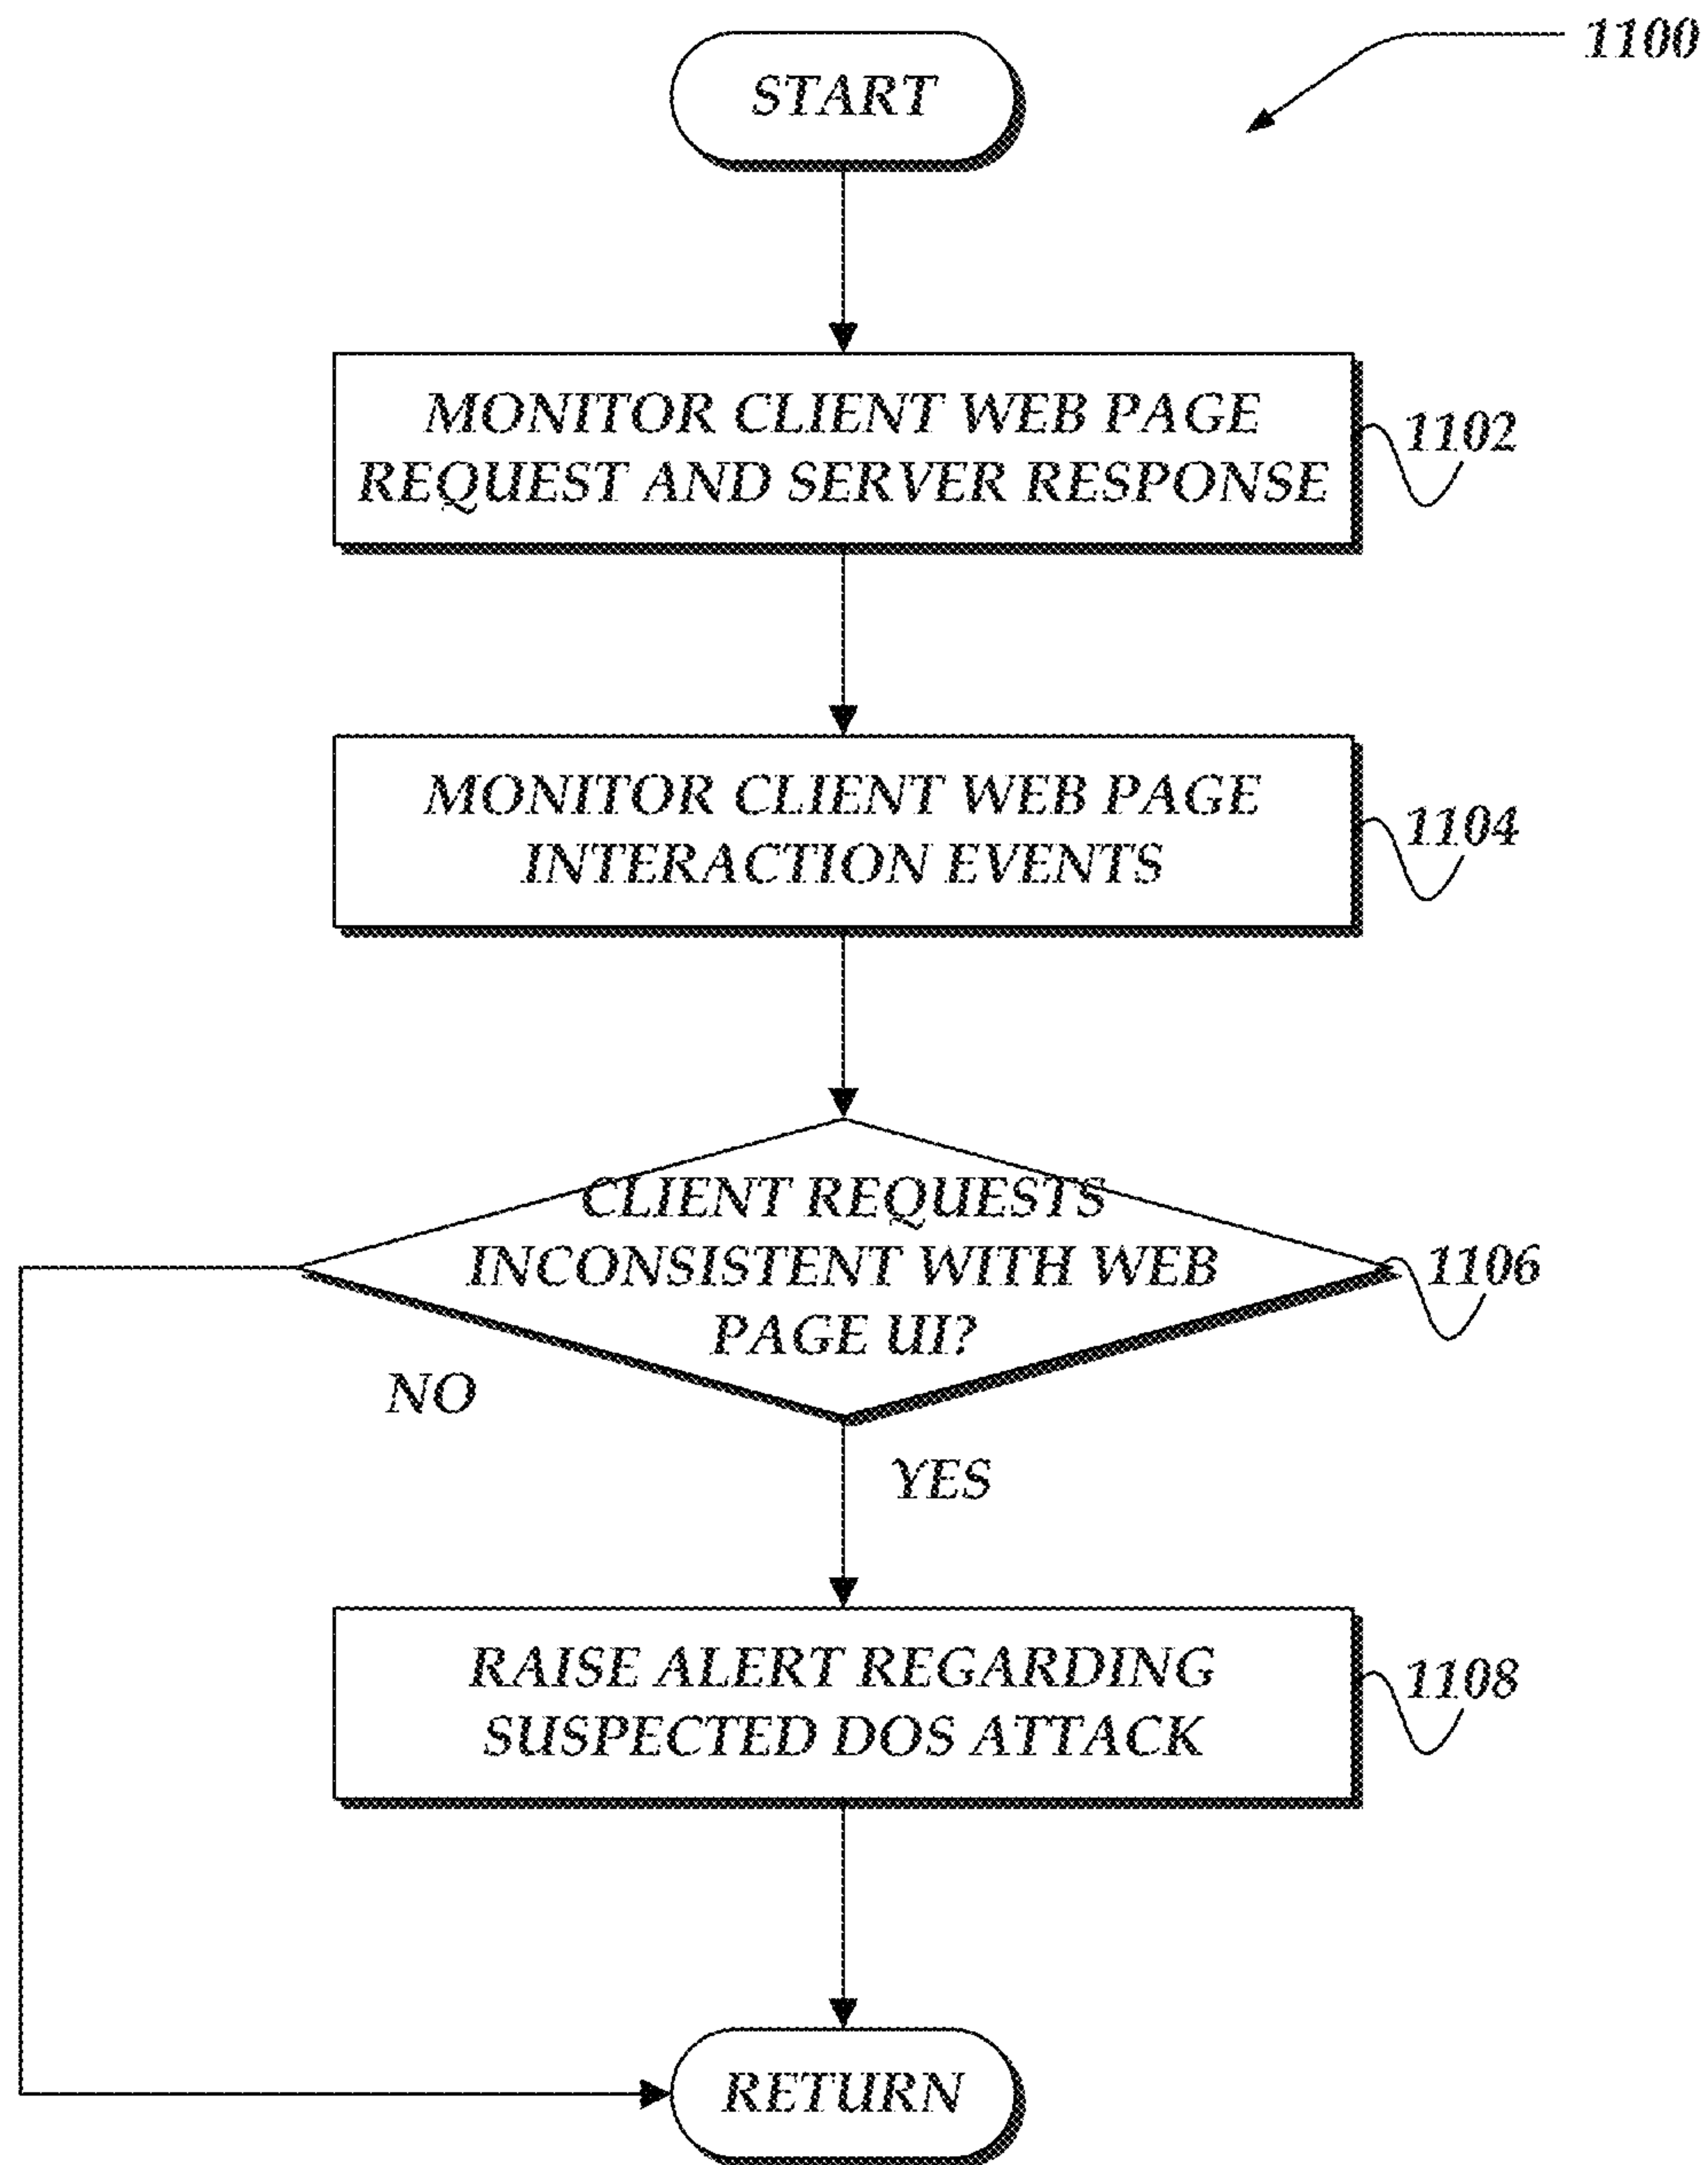 1100
START
MONITOR CLIENT WEB PAGE
REQUEST AND SERVER RESPONSE
1102
MONITOR CLIENT WEB PAGE
INTERACTION EVENTS
1104
CLIENT REQUESTS
INCONSISTENT WITH WEB
PAGE UI?
1106
NO
YES
RAISE ALERT REGARDING
SUSPECTED DOS ATTACK
1108
RETURN